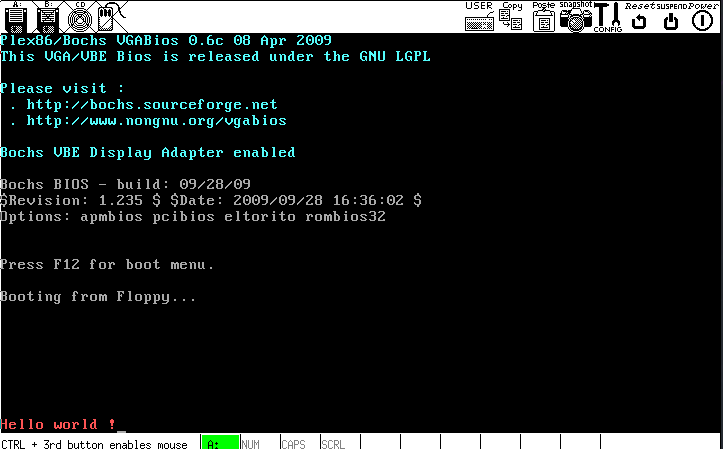 A: B: CD USER Copy Paste snapshot CONFIG Reset SUSPEND Power
Plex86/Bochs VGABios 0.6c 08 Apr 2009
This VGA/VBE Bios is released under the GNU LGPL
Please visit :
. http://bochs.sourceforge.net
. http://www.nongnu.org/vgabios
Bochs VBE Display Adapter enabled
Bochs BIOS - build: 09/28/09
$Revision: 1.235 $ $Date: 2009/09/28 16:36:02 $
Options: apmbios pcibios eltorito rombios32
Press F12 for boot menu.
Booting from Floppy...
Hello world !_
CTRL + 3rd button enables mouse A: NUM CAPS SCRL